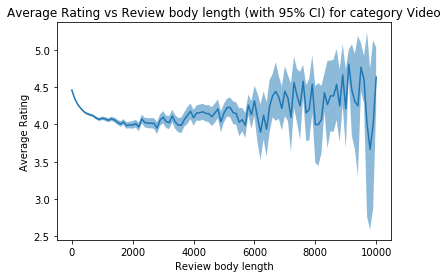 Average Rating vs Review body length (with 95% CI) for category Video
Average Rating
5.0
4.5
4.0
3.5
3.0
2.5
0 2000 4000 6000 8000 10000
Review body length